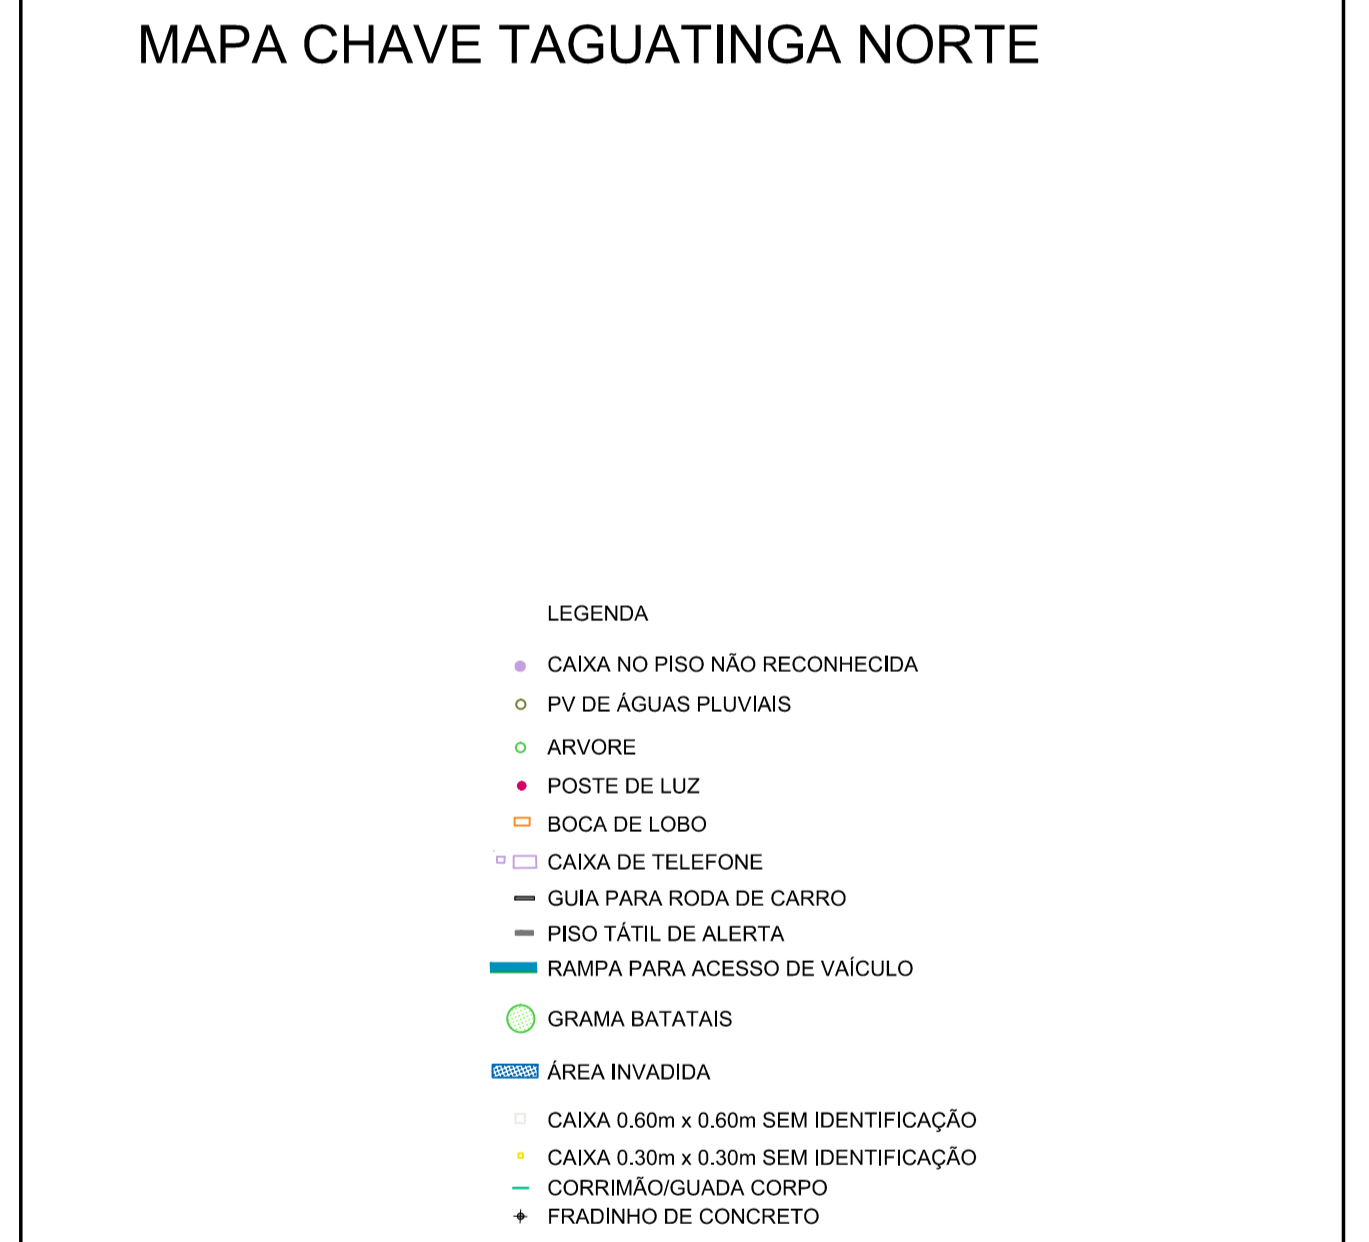 MAPA CHAVE TAGUATINGA NORTE
LEGENDA
CAIXA NO PISO NÃO RECONHECIDA
PV DE ÁGUAS PLUVIAIS
ARVORE
POSTE DE LUZ
BOCA DE LOBO
CAIXA DE TELEFONE
GUIA PARA RODA DE CARRO
PISO TÁTIL DE ALERTA
RAMPA PARA ACESSO DE VAÍCULO
GRAMA BATATAIS
ÁREA INVADIDA
CAIXA 0.60m x 0.60m SEM IDENTIFICAÇÃO
CAIXA 0.30m x 0.30m SEM IDENTIFICAÇÃO
CORRIMÃO/GUADA CORPO
FRADINHO DE CONCRETO